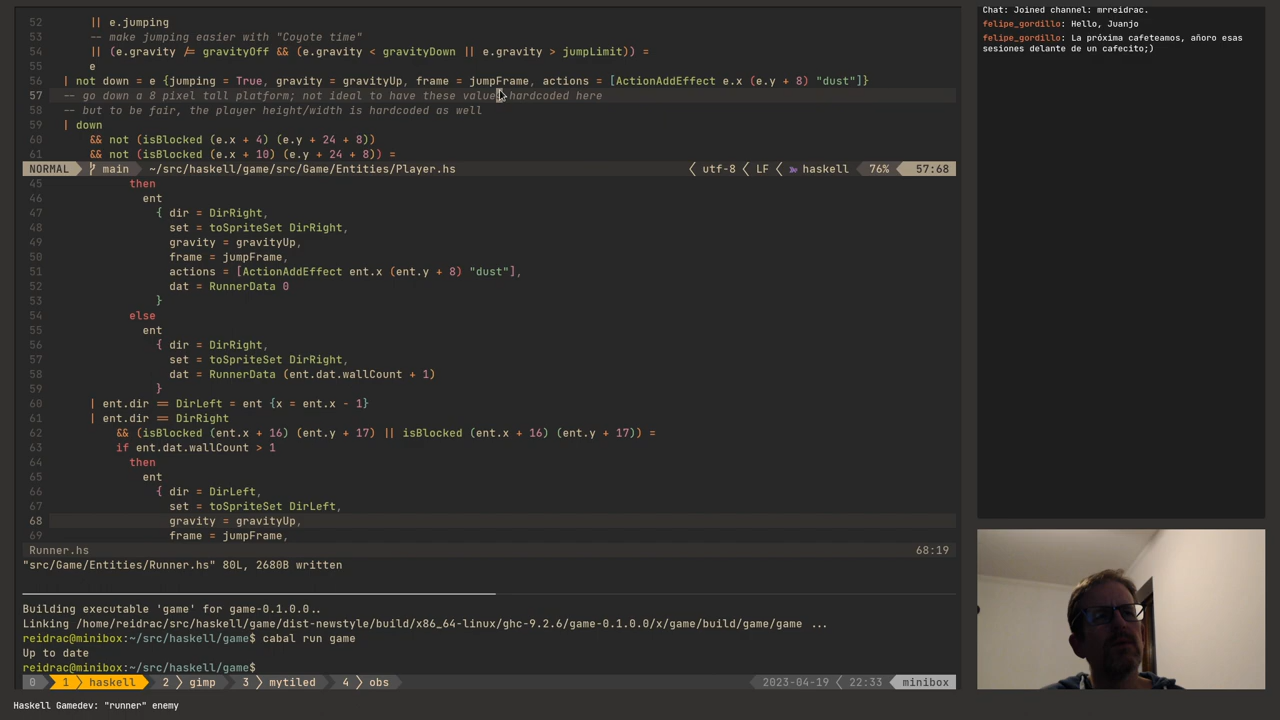 52         || e.jumping
53         -- make jumping easier with "Coyote time"
54         || (e.gravity /= gravityOff && (e.gravity < gravityDown || e.gravity > jumpLimit)) =
55         e
56     | not down = e {jumping = True, gravity = gravityUp, frame = jumpFrame, actions = [ActionAddEffect e.x (e.y + 8) "dust"]}
57     -- go down a 8 pixel tall platform; not ideal to have these values hardcoded here
58     -- but to be fair, the player height/width is hardcoded as well
59     | down
60         && not (isBlocked (e.x + 4) (e.y + 24 + 8))
61         && not (isBlocked (e.x + 10) (e.y + 24 + 8)) =
NORMAL main ~/src/haskell/game/src/Game/Entities/Player.hs utf-8 LF haskell 76% 57:68
45               then
46                 ent
47                   { dir = DirRight,
48                     set = toSpriteSet DirRight,
49                     gravity = gravityUp,
50                     frame = jumpFrame,
51                     actions = [ActionAddEffect ent.x (ent.y + 8) "dust"],
52                     dat = RunnerData 0
53                   }
54               else
55                 ent
56                   { dir = DirRight,
57                     set = toSpriteSet DirRight,
58                     dat = RunnerData (ent.dat.wallCount + 1)
59                   }
60         | ent.dir == DirLeft = ent {x = ent.x - 1}
61         | ent.dir == DirRight
62             && (isBlocked (ent.x + 16) (ent.y + 17) || isBlocked (ent.x + 16) (ent.y + 17)) =
63             if ent.dat.wallCount > 1
64               then
65                 ent
66                   { dir = DirLeft,
67                     set = toSpriteSet DirLeft,
68                     gravity = gravityUp,
69                     frame = jumpFrame,
Runner.hs 68:19
"src/Game/Entities/Runner.hs" 80L, 2680B written
Building executable 'game' for game-0.1.0.0..
Linking /home/reidrac/src/haskell/game/dist-newstyle/build/x86_64-linux/ghc-9.2.6/game-0.1.0.0/x/game/build/game/game ...
reidrac@minibox:~/src/haskell/game$ cabal run game
Up to date
reidrac@minibox:~/src/haskell/game$
0 1 haskell 2 gimp 3 mytiled 4 obs 2023-04-19 22:33 minibox
Haskell Gamedev: "runner" enemy
Chat: Joined channel: mrreidrac.
felipe_gordillo: Hello, Juanjo
felipe_gordillo: La próxima cafeteamos, añoro esas
sesiones delante de un cafecito;)